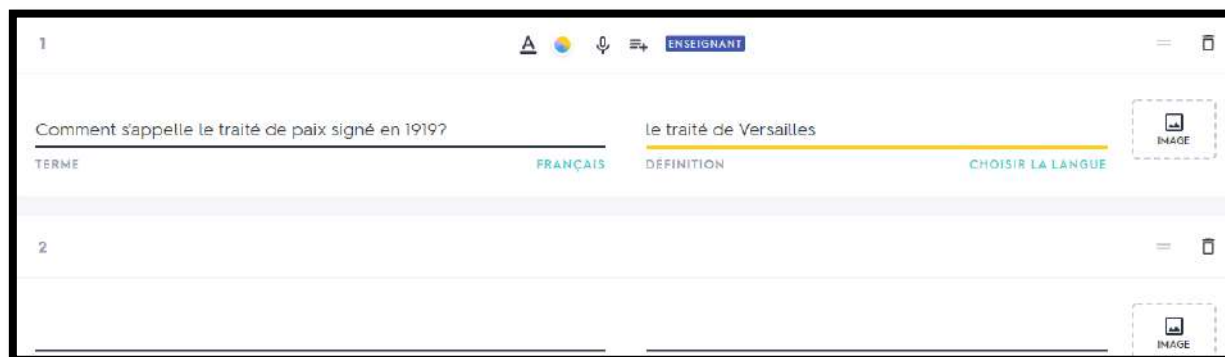 1
A ENSEIGNANT
Comment s'appelle le traité de paix signé en 1919? le traité de Versailles
IMAGE
TERME FRANÇAIS DÉFINITION CHOISIR LA LANGUE
2
IMAGE